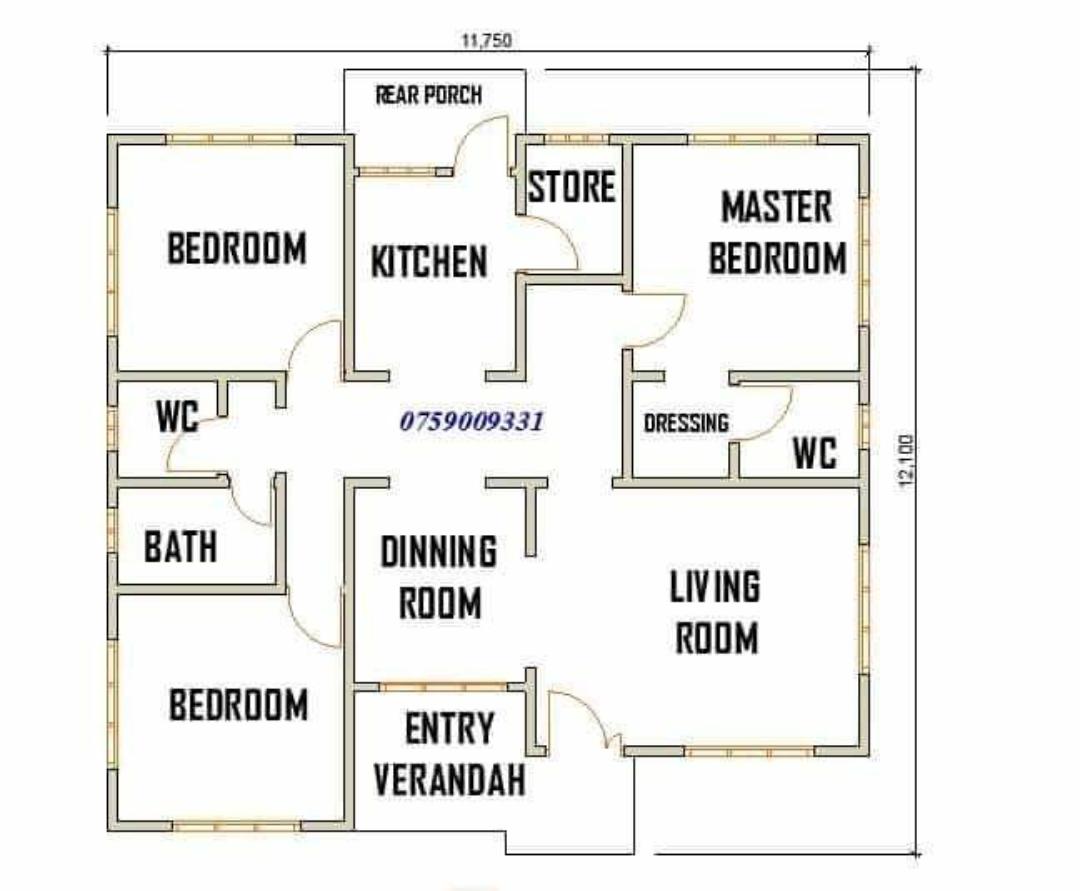 11,750
REAR PORCH
STORE
MASTER
BEDROOM
BEDROOM
KITCHEN
WC
0759009331
DRESSING
WC
12,100
BATH
DINNING
ROOM
LIVING
ROOM
BEDROOM
ENTRY
VERANDAH